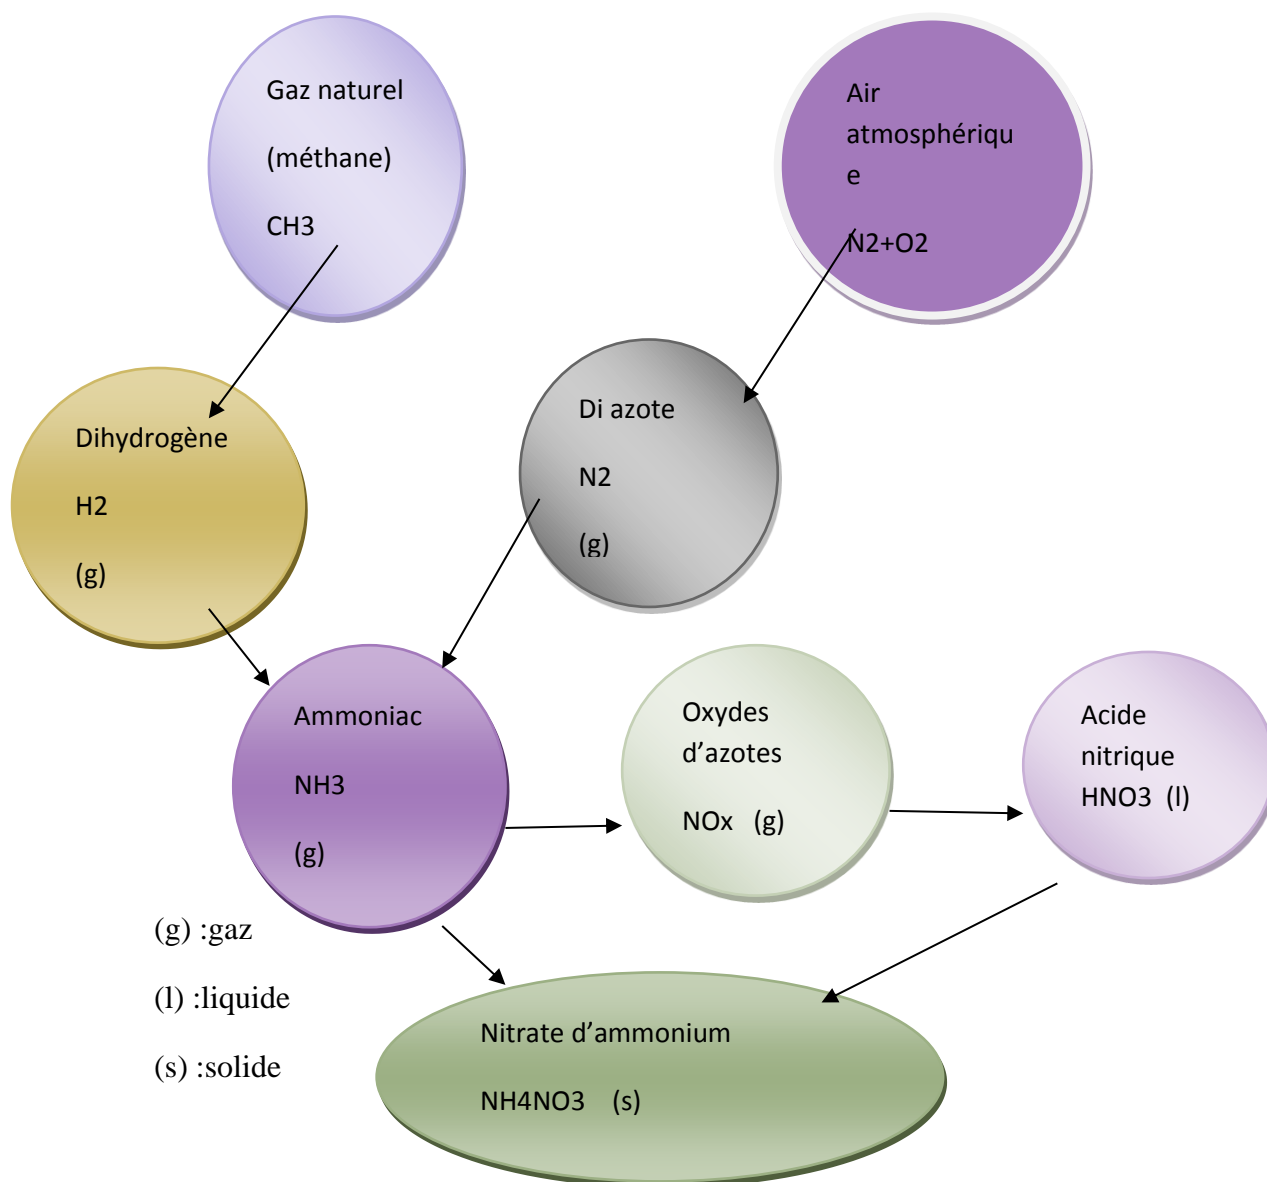 Gaz naturel
(méthane)
CH3
Air
atmosphériqu
e
N2+O2
Dihydrogène
H2
(g)
Di azote
N2
(g)
Ammoniac
NH3
(g)
Oxydes
d’azotes
NOx (g)
Acide
nitrique
HNO3 (l)
(g) :gaz
(l) :liquide
(s) :solide
Nitrate d’ammonium
NH4NO3 (s)